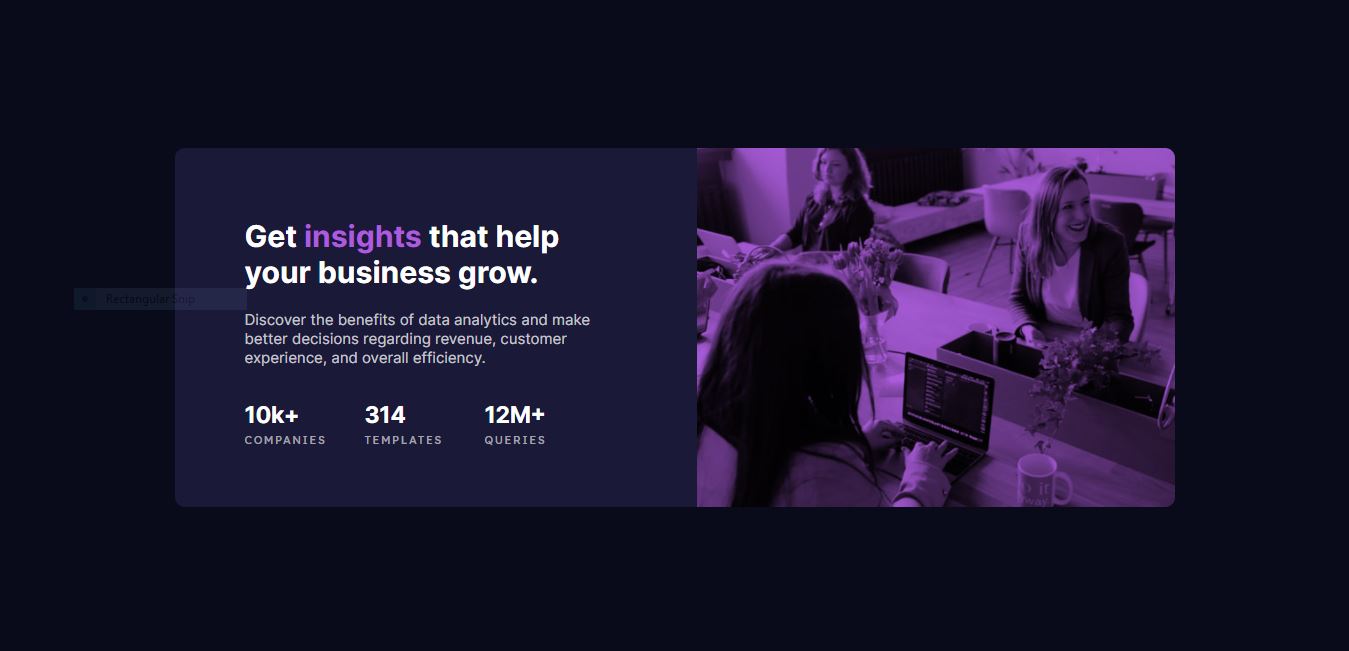 Get insights that help
your business grow.
Rectangular Snip
Discover the benefits of data analytics and make
better decisions regarding revenue, customer
experience, and overall efficiency.
10k+ 314 12M+
COMPANIES TEMPLATES QUERIES